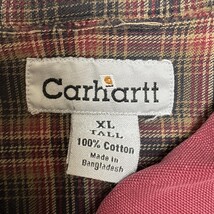 Carhartt
XL
TALL
100% Cotton
Made in
Bangladesh